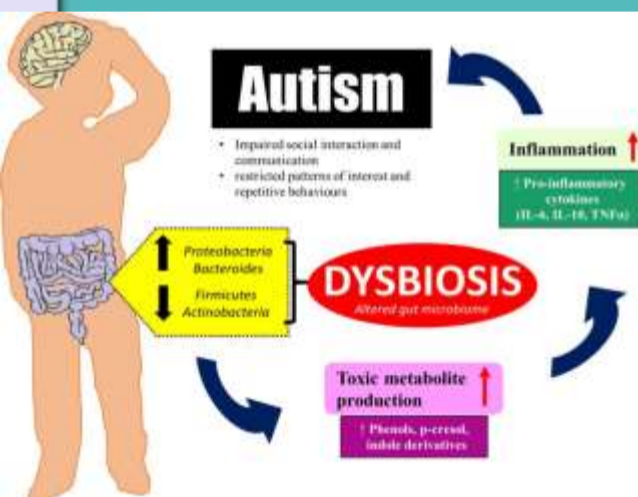 Autism
• Impaired social interaction and
communication
• restricted patterns of interest and
repetitive behaviours
Inflammation
↑ Pro-inflammatory
cytokines
(IL-6, IL-10, TNFα)
Proteobacteria
Bacteroides
Firmicutes
Actinobacteria
DYSBIOSIS
Altered gut microbiome
Toxic metabolite
production
↑ Phenols, p-cresol,
indole derivatives